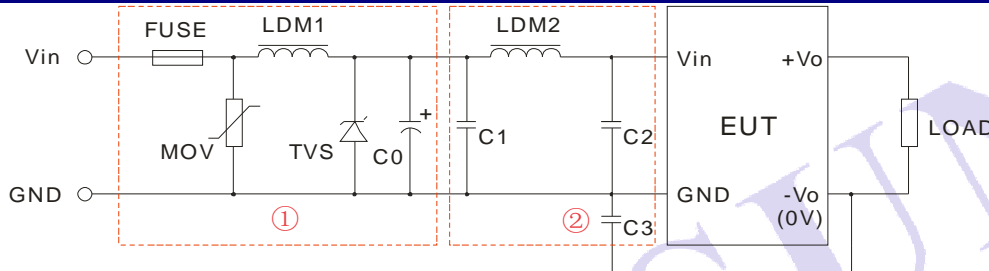 FUSE
LDM1
LDM2
Vin
Vin
+Vo
MOV
TVS
C0
+
C1
C2
EUT
LOAD
GND
GND
-Vo
(0V)
①
②
C3